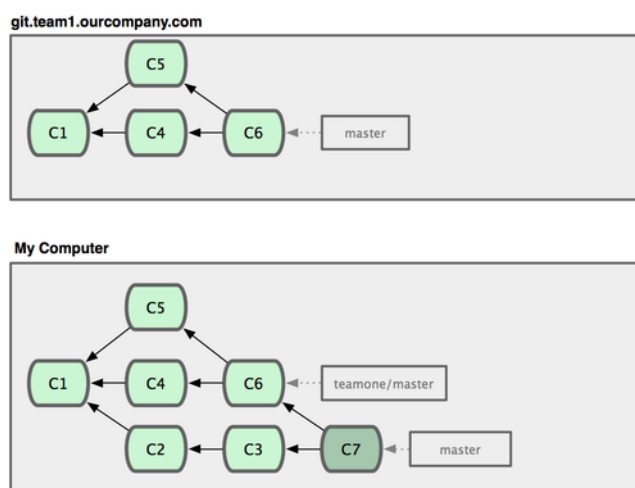 git.team1.ourcompany.com
C5
C1 C4 C6 master
My Computer
C5
C1 C4 C6 teamone/master
C2 C3 C7 master